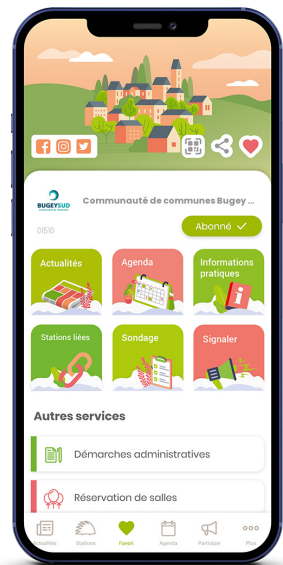 BUGEYSUD
Communauté de communes Bugey ...
01510
Abonné
Actualités
Agenda
Informations
pratiques
Stations liées
Sondage
Signaler
Autres services
Démarches administratives
Réservation de salles
Actualités
Stations
Favori
Agenda
Participer
Plus